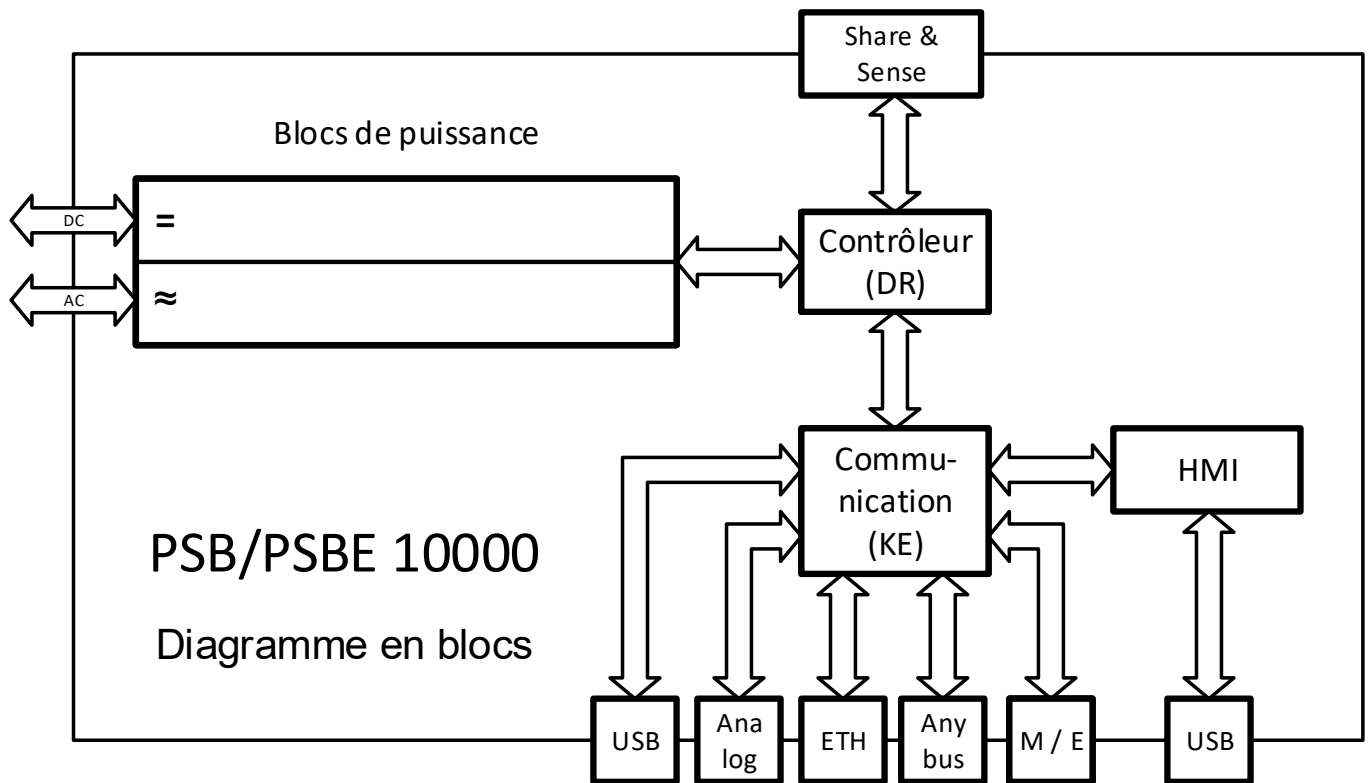 Share &
Sense
Blocs de puissance
DC
=
AC
≈
Contrôleur
(DR)
Commu-
nication
(KE)
HMI
PSB/PSBE 10000
Diagramme en blocs
USB
Ana
log
ETH
Any
bus
M / E
USB